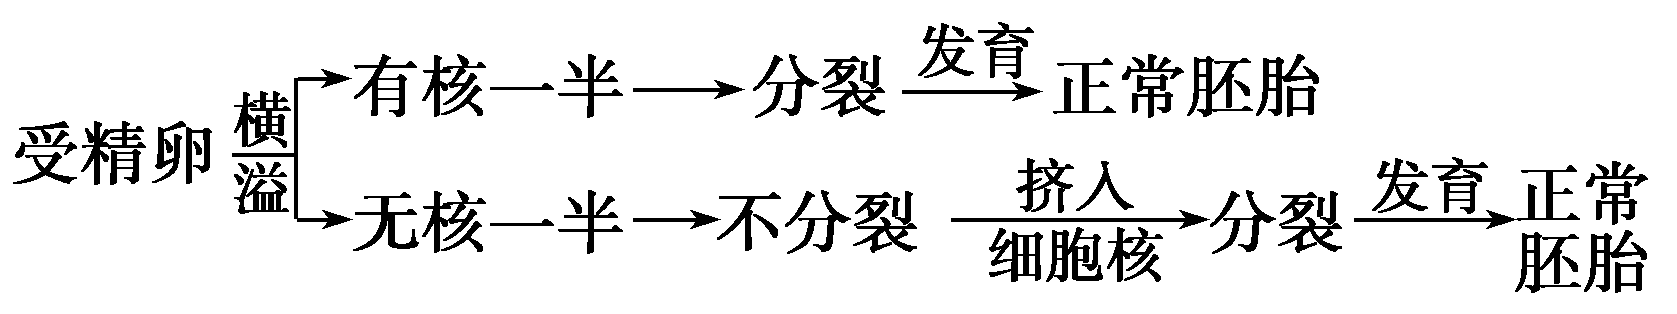 受精卵
横
溢
有核一半
分裂
发育
正常胚胎
无核一半
不分裂
挤入
细胞核
分裂
发育
正常
胚胎